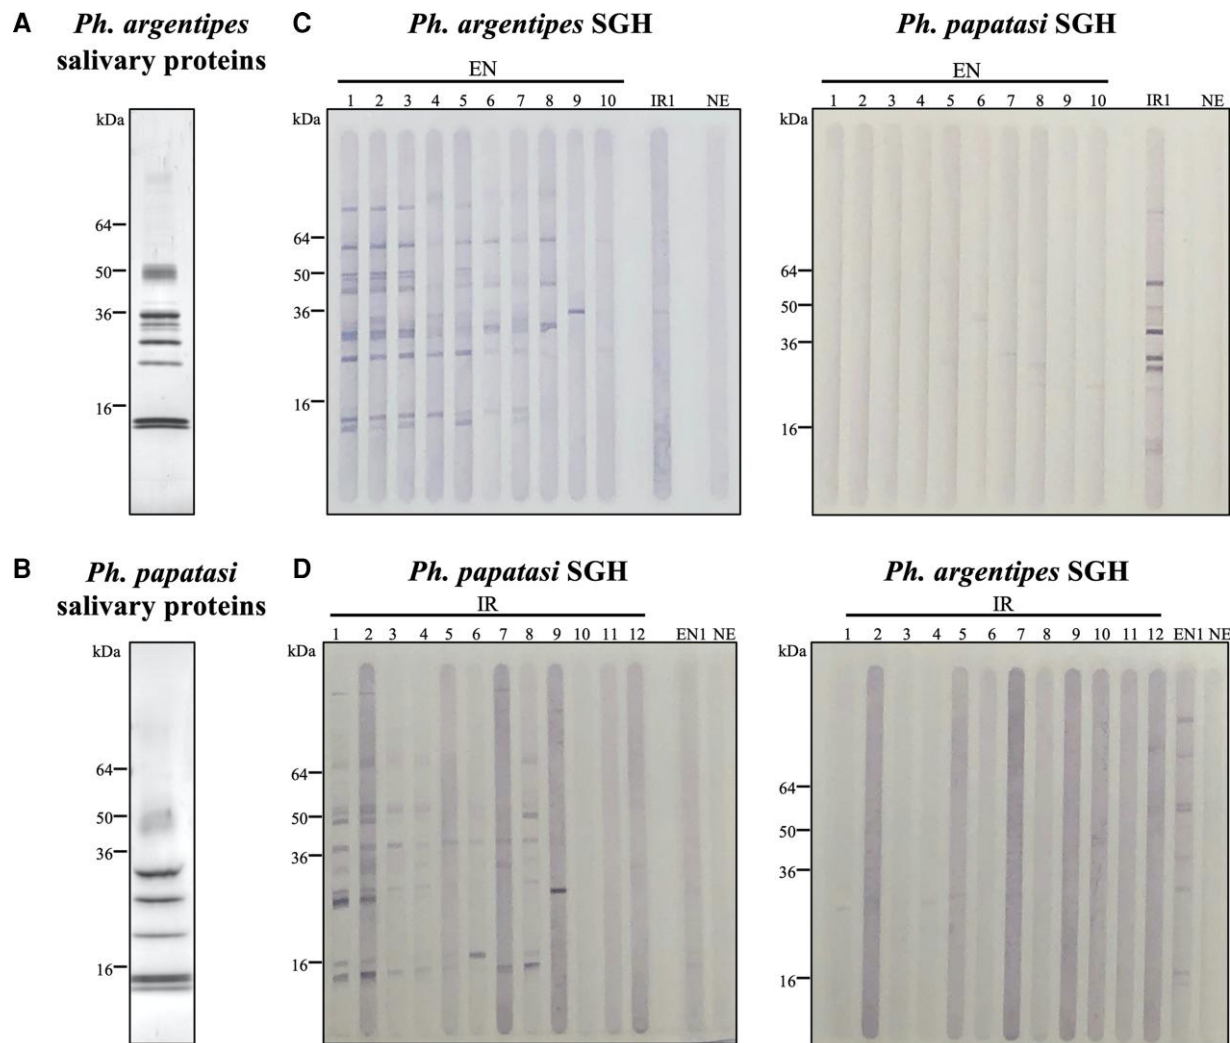 A
Ph. argentipes
salivary proteins
kDa
64
50
36
16
C
Ph. argentipes SGH
EN
1 2 3 4 5 6 7 8 9 10 IR1 NE
kDa
64
50
36
16
Ph. papatasi SGH
EN
1 2 3 4 5 6 7 8 9 10 IR1 NE
kDa
64
50
36
16
B
Ph. papatasi
salivary proteins
kDa
64
50
36
16
D
Ph. papatasi SGH
IR
1 2 3 4 5 6 7 8 9 10 11 12 EN1 NE
kDa
64
50
36
16
Ph. argentipes SGH
IR
1 2 3 4 5 6 7 8 9 10 11 12 EN1 NE
kDa
64
50
36
16